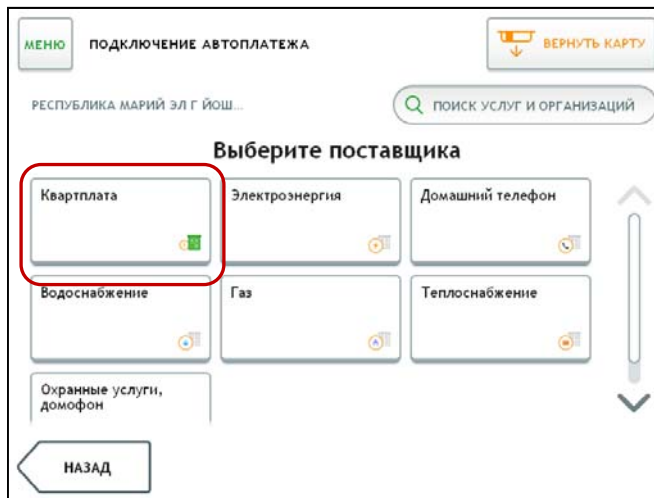 МЕНЮ
ПОДКЛЮЧЕНИЕ АВТОПЛАТЕЖА
ВЕРНУТЬ КАРТУ
РЕСПУБЛИКА МАРИЙ ЭЛ Г ЙОШ...
ПОИСК УСЛУГ И ОРГАНИЗАЦИЙ
Выберите поставщика
Квартплата
Электроэнергия
Домашний телефон
Водоснабжение
Газ
Теплоснабжение
Охранные услуги,
домофон
НАЗАД